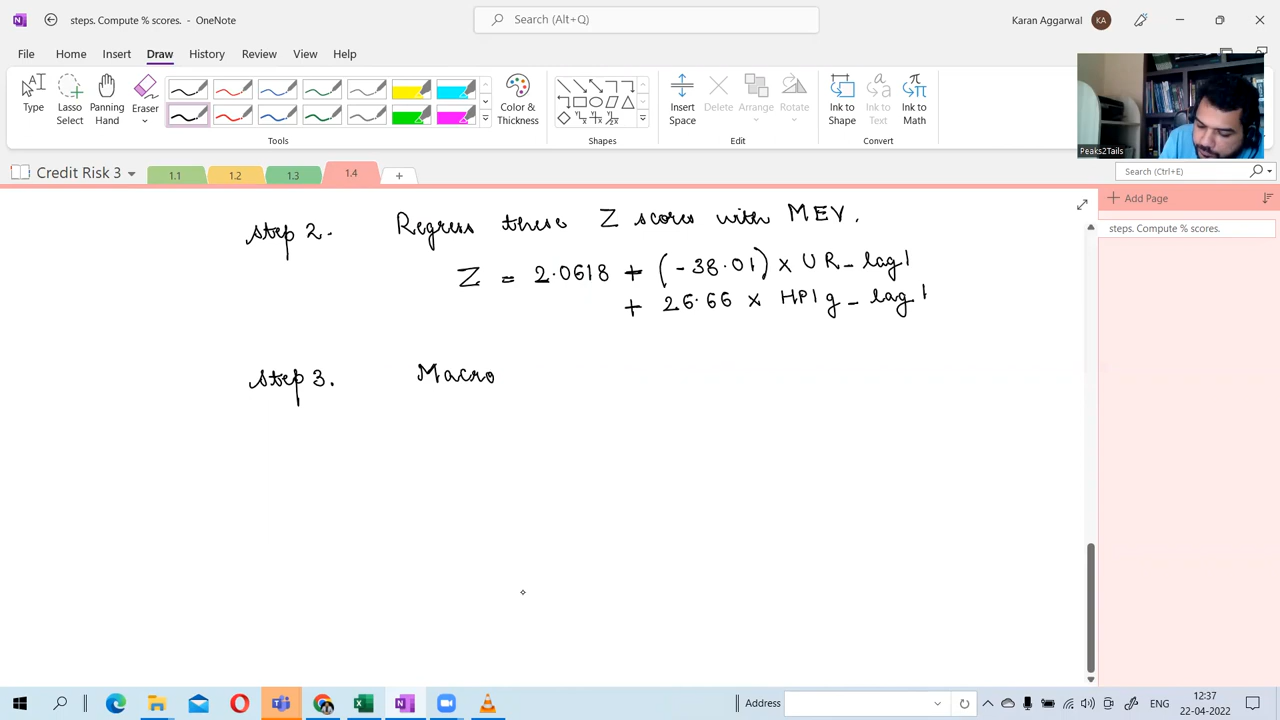 steps. Compute % scores. - OneNote
Search (Alt+Q)
Karan Aggarwal
KA
File Home Insert Draw History Review View Help
Type
Lasso Select
Panning Hand
Eraser
Color & Thickness
Insert Space
Delete
Arrange
Rotate
Ink to Shape
Ink to Text
Ink to Math
Tools
Shapes
Edit
Convert
Peaks2Tails
Credit Risk 3
1.1
1.2
1.3
1.4
Search (Ctrl+E)
Add Page
steps. Compute % scores.
Step 2. Regress these Z scores with MEV.
Z = 2.0618 + (-38.01) x UR_lag1
+ 26.66 x HPIg_lag1
Step 3. Macro
Address
ENG
12:37
22-04-2022